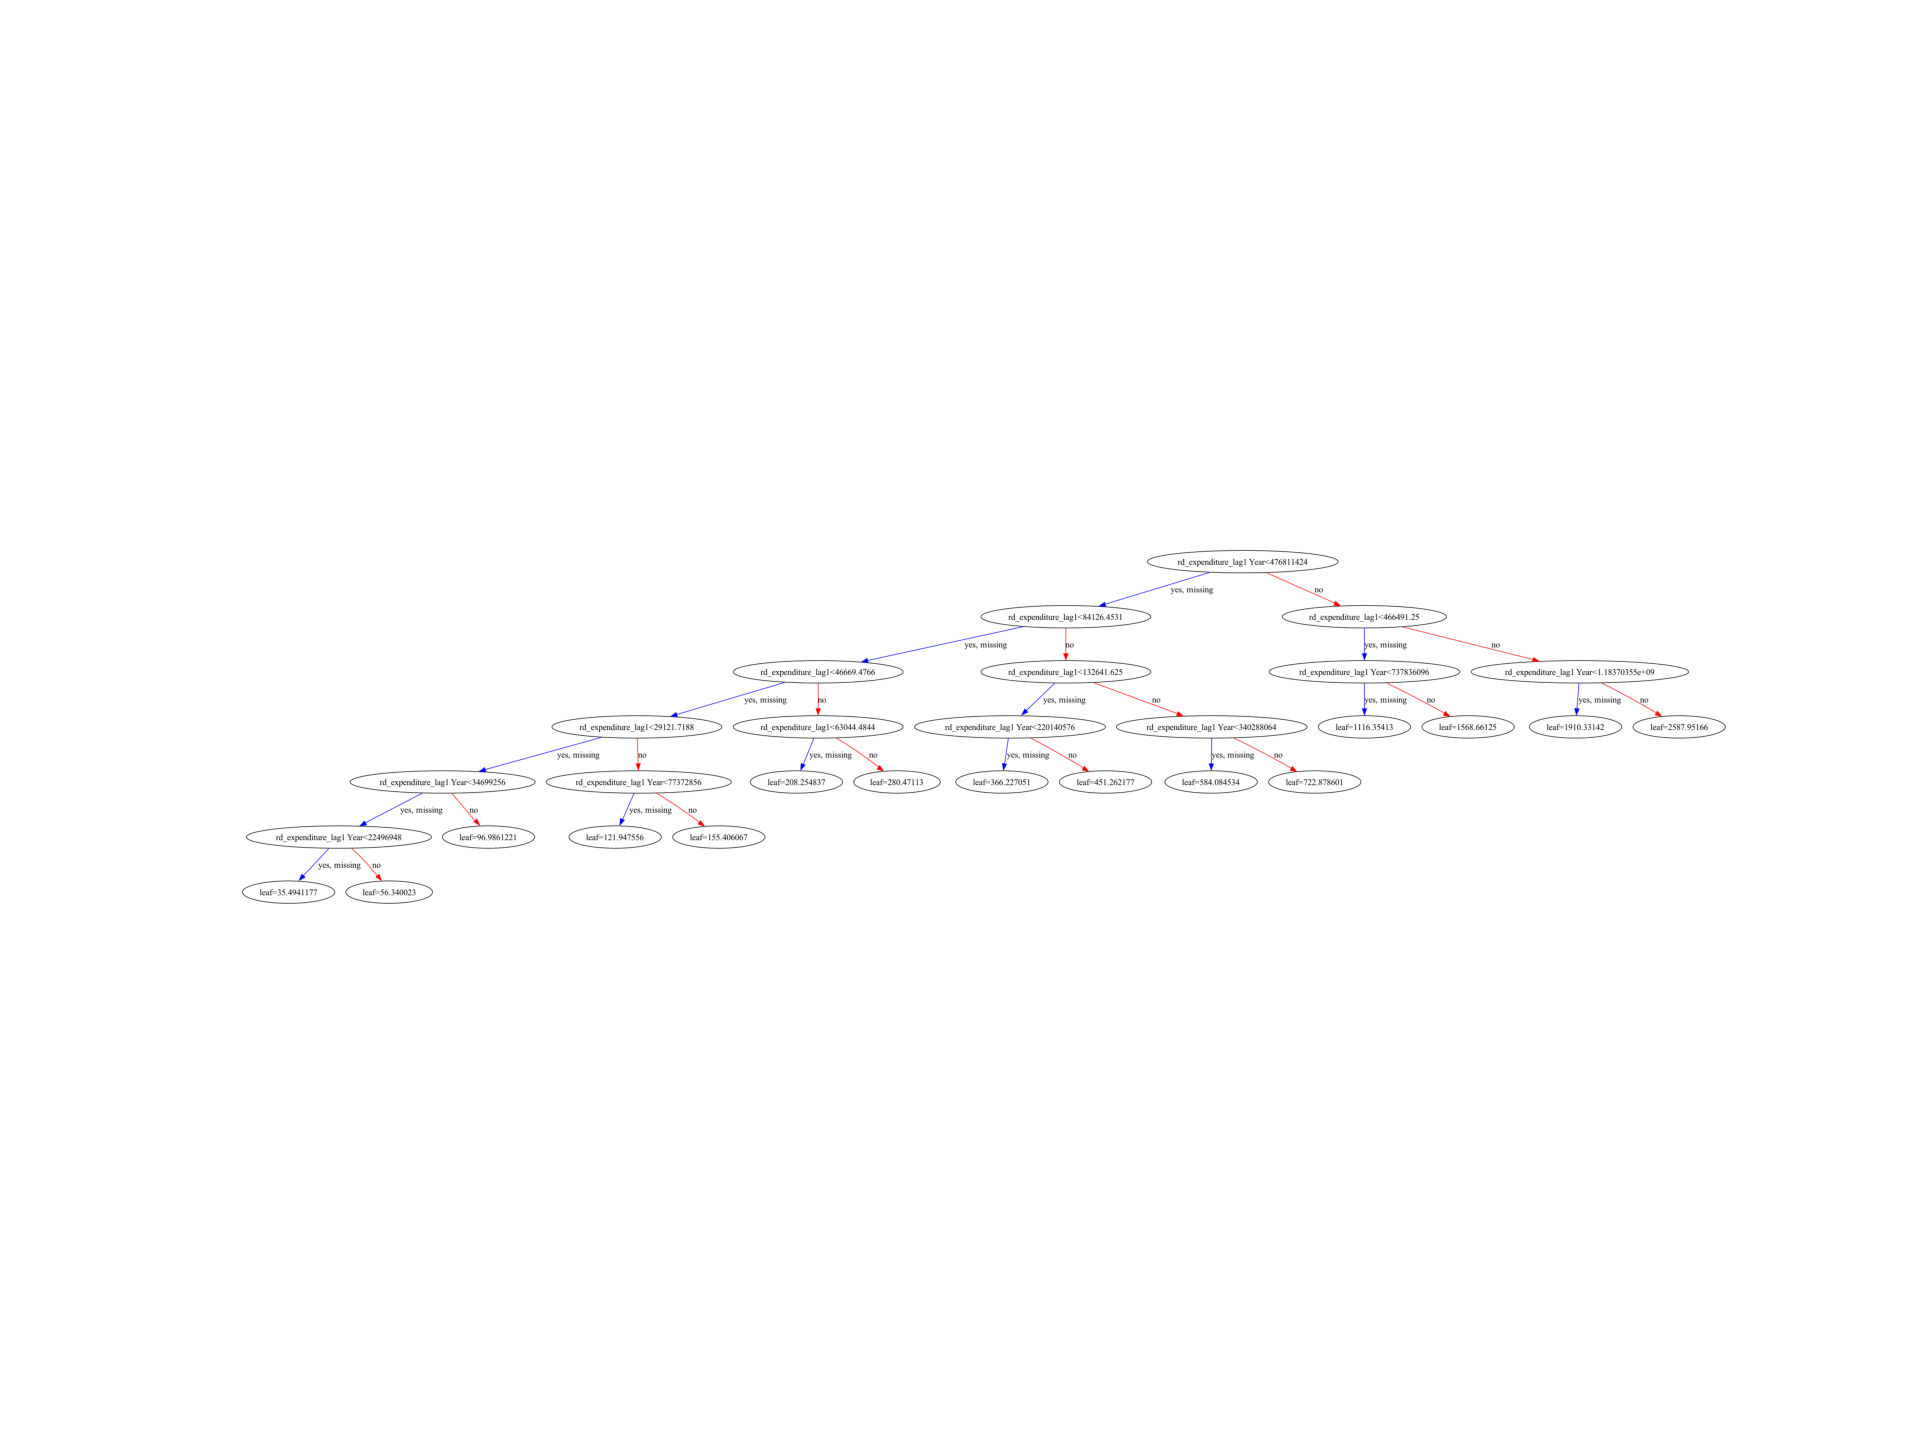 rd_expenditure_lag1 Year<476811424
yes, missing
no
rd_expenditure_lag1<84126.4531
rd_expenditure_lag1<466491.25
yes, missing
no
yes, missing
no
rd_expenditure_lag1<46669.4766
rd_expenditure_lag1<132641.625
rd_expenditure_lag1 Year<737836096
rd_expenditure_lag1 Year<1.18370355e+09
yes, missing
no
yes, missing
no
yes, missing
no
yes, missing
no
rd_expenditure_lag1<29121.7188
rd_expenditure_lag1<63044.4844
rd_expenditure_lag1 Year<220140576
rd_expenditure_lag1 Year<340288064
leaf=1116.35413
leaf=1568.66125
leaf=1910.33142
leaf=2587.95166
yes, missing
no
yes, missing
no
yes, missing
no
yes, missing
no
rd_expenditure_lag1 Year<34699256
rd_expenditure_lag1 Year<77372856
leaf=208.254837
leaf=280.47113
leaf=366.227051
leaf=451.262177
leaf=584.084534
leaf=722.878601
yes, missing
no
yes, missing
no
rd_expenditure_lag1 Year<22496948
leaf=96.9861221
leaf=121.947556
leaf=155.406067
yes, missing
no
leaf=35.4941177
leaf=56.340023